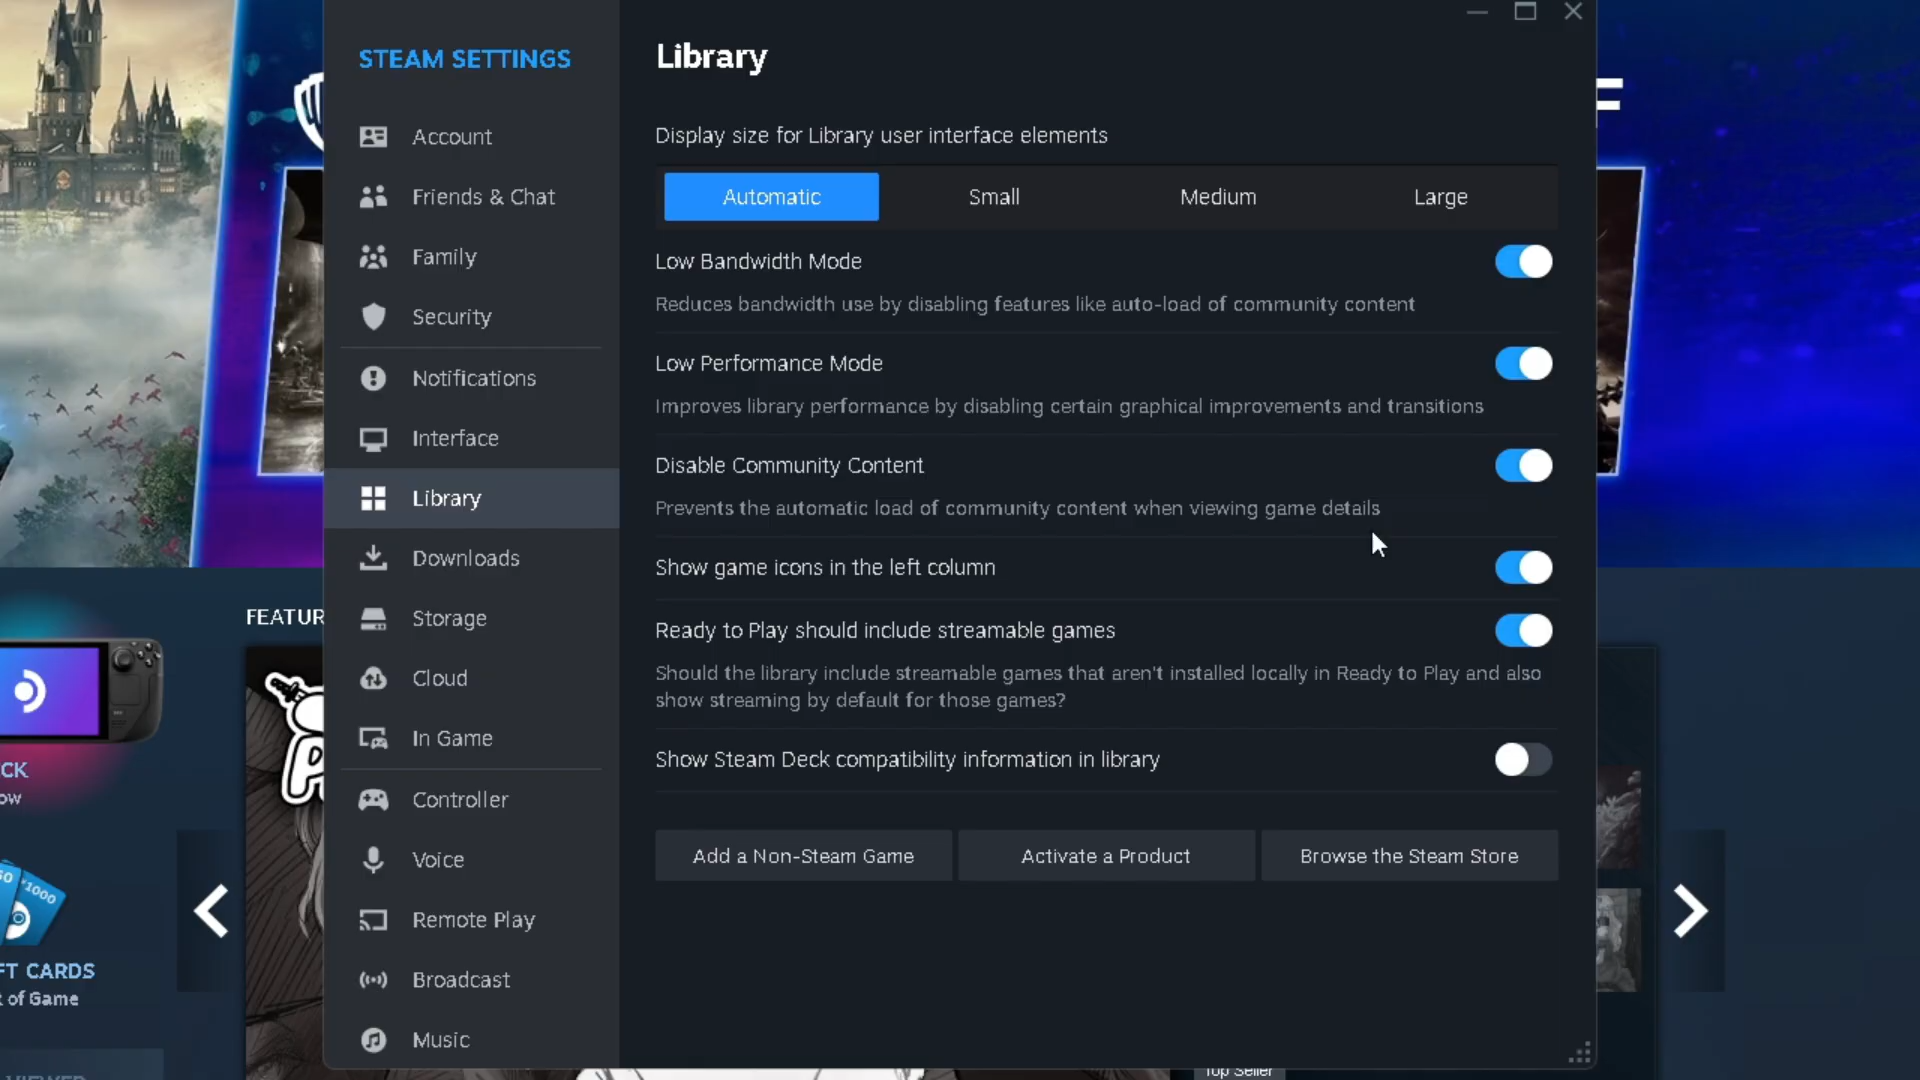 STEAM SETTINGS
Account
Friends & Chat
Family
Security
Notifications
Interface
Library
Downloads
Storage
Cloud
In Game
Controller
Voice
Remote Play
Broadcast
Music
Library
Display size for Library user interface elements
Automatic Small Medium Large
Low Bandwidth Mode
Reduces bandwidth use by disabling features like auto-load of community content
Low Performance Mode
Improves library performance by disabling certain graphical improvements and transitions
Disable Community Content
Prevents the automatic load of community content when viewing game details
Show game icons in the left column
Ready to Play should include streamable games
Should the library include streamable games that aren't installed locally in Ready to Play and also
show streaming by default for those games?
Show Steam Deck compatibility information in library
Add a Non-Steam Game Activate a Product Browse the Steam Store
FEATUR
CK
ow
1000
FT CARDS
of Game
Top Seller